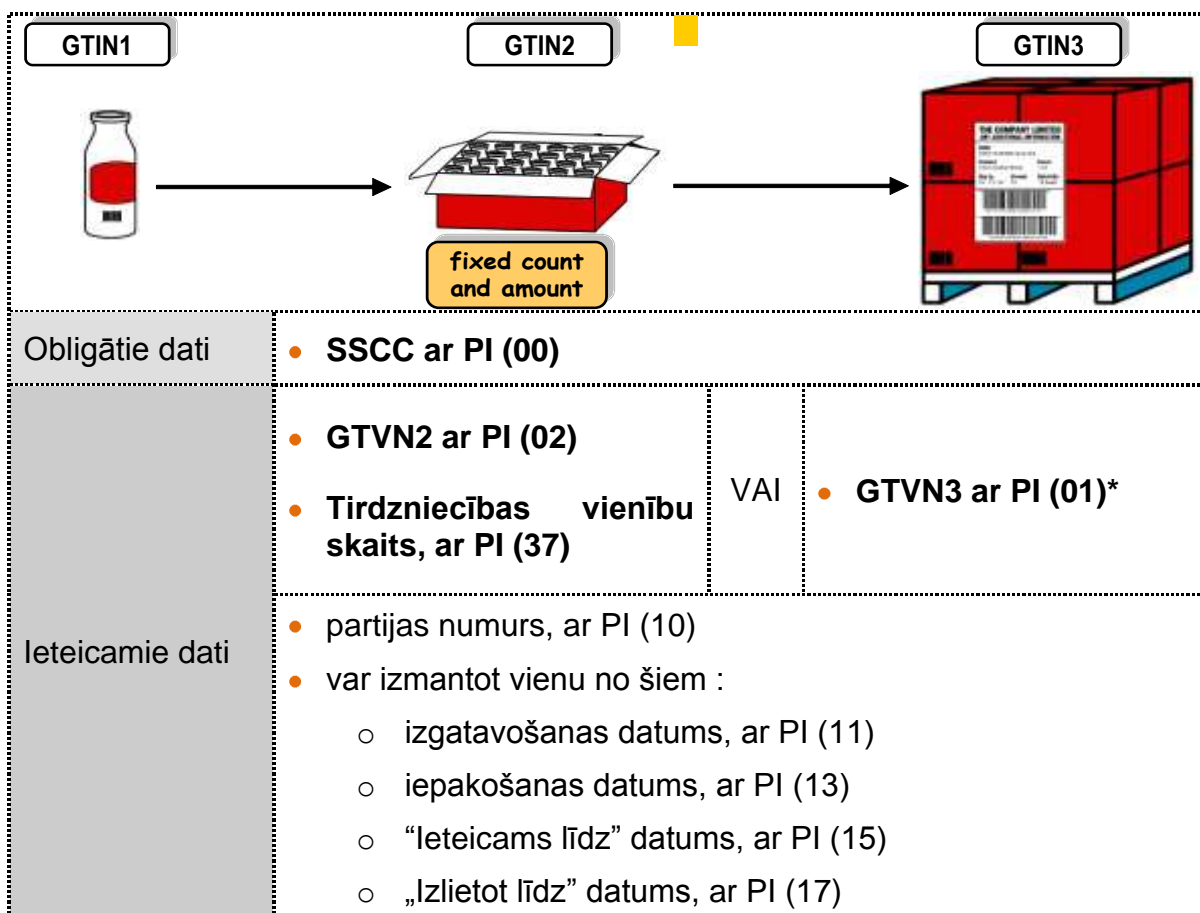 GTIN1
GTIN2
GTIN3
THE COMPANY LIMITED
fixed count
and amount
Obligātie dati
• SSCC ar PI (00)
Ieteicamie dati
• GTVN2 ar PI (02)
• Tirdzniecības vienību
skaits, ar PI (37)
VAI
• GTVN3 ar PI (01)*
• partijas numurs, ar PI (10)
• var izmantot vienu no šiem :
o izgatavošanas datums, ar PI (11)
o iepakošanas datums, ar PI (13)
o “Ieteicams līdz” datums, ar PI (15)
o „Izlietot līdz” datums, ar PI (17)